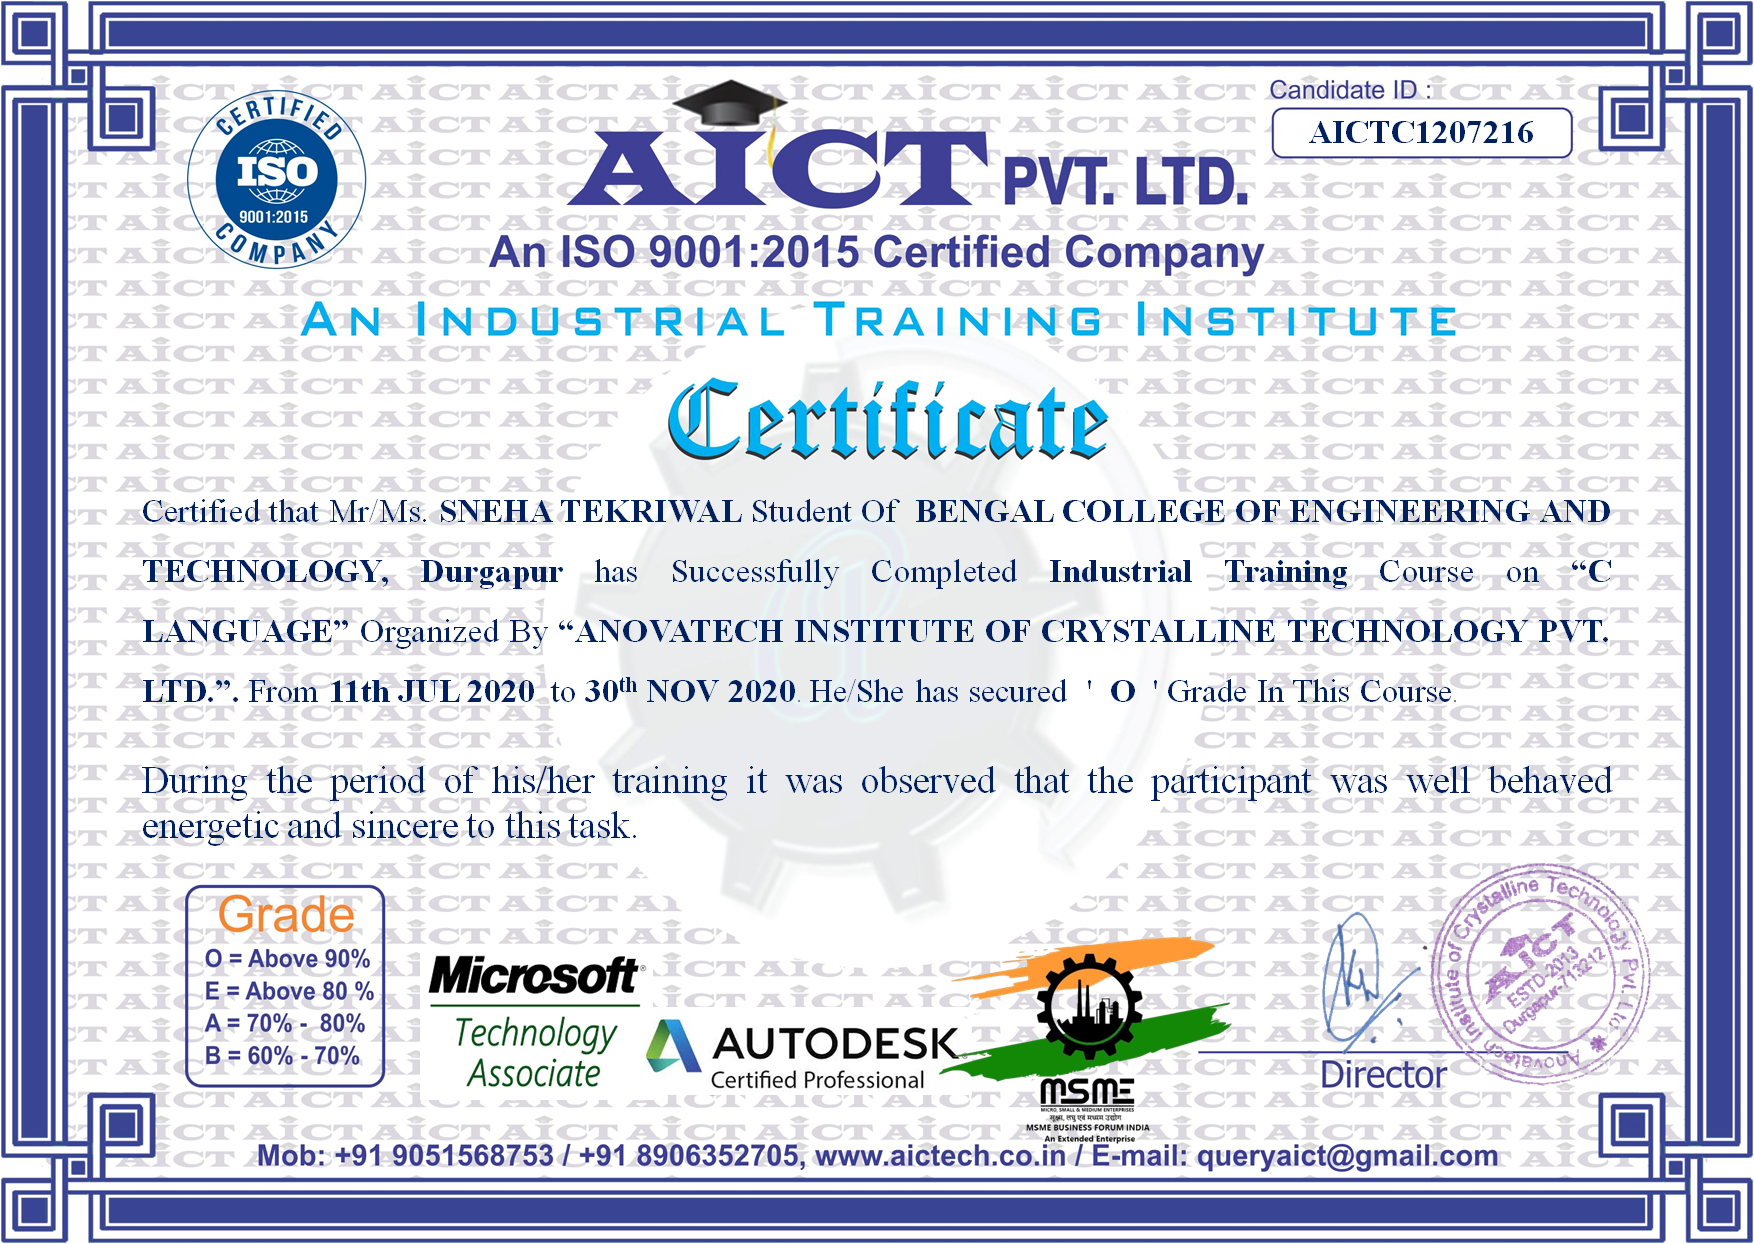 CERTIFIED
ISO
9001:2015
COMPANY
Candidate ID :
AICTC1207216
AICT PVT. LTD.
An ISO 9001:2015 Certified Company
AN INDUSTRIAL TRAINING INSTITUTE
Certificate
Certified that Mr/Ms. SNEHA TEKRIWAL Student Of BENGAL COLLEGE OF ENGINEERING AND
TECHNOLOGY, Durgapur has Successfully Completed Industrial Training Course on “C
LANGUAGE” Organized By “ANOVATECH INSTITUTE OF CRYSTALLINE TECHNOLOGY PVT.
LTD.”. From 11th JUL 2020 to 30th NOV 2020. He/She has secured ' O ' Grade In This Course.
During the period of his/her training it was observed that the participant was well behaved
energetic and sincere to this task.
Grade
O = Above 90%
E = Above 80 %
A = 70% - 80%
B = 60% - 70%
Microsoft
Technology
Associate
AUTODESK
Certified Professional
MSME
MICRO, SMALL & MEDIUM ENTERPRISES
सूक्ष्म, लघु एवं मध्यम उद्योग
MSME BUSINESS FORUM INDIA
An Extended Enterprise
Anovatech Institute of Crystalline Technology Pvt. Ltd.
AICT
ESTD-2013
Durgapur-713212
Director
Mob: +91 9051568753 / +91 8906352705, www.aictech.co.in / E-mail: queryaict@gmail.com